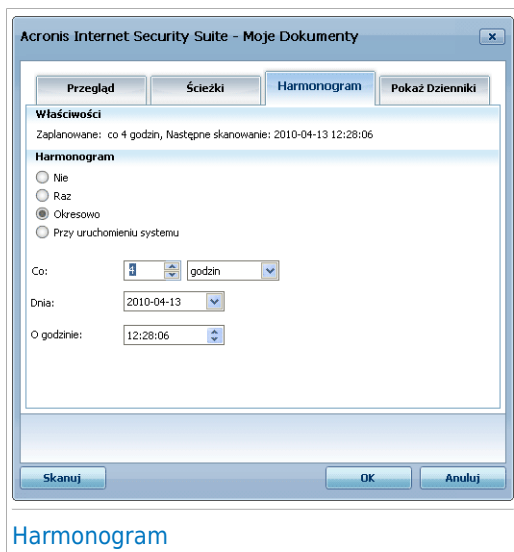 Acronis Internet Security Suite - Moje Dokumenty
Przegląd Ścieżki Harmonogram Pokaż Dzienniki
Właściwości
Zaplanowane: co 4 godzin, Następne skanowanie: 2010-04-13 12:28:06
Harmonogram
Nie
Raz
Okresowo
Przy uruchomieniu systemu
Co: 4 godzin
Dnia: 2010-04-13
O godzinie: 12:28:06
Skanuj OK Anuluj
Harmonogram